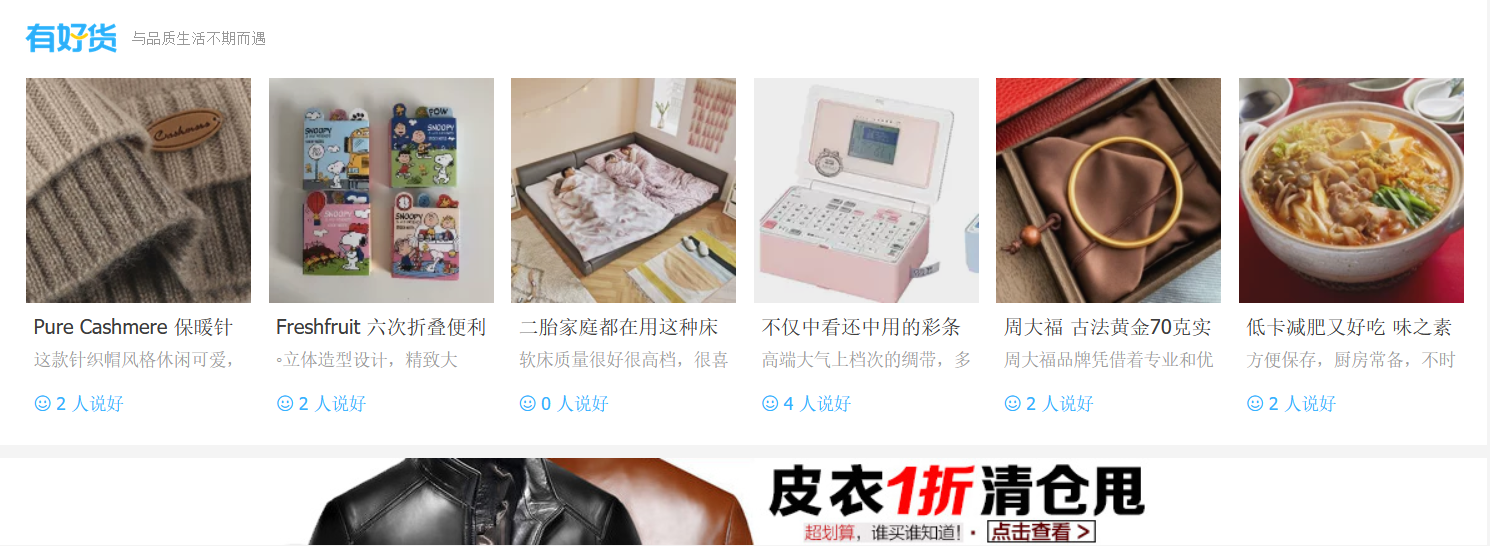 有好货
与品质生活不期而遇
Cashmere
SNOOPY
SNOOPY
SNOOPY
SNOOPY
Pure Cashmere 保暖针
这款针织帽风格休闲可爱，
2 人说好
Freshfruit 六次折叠便利
◦立体造型设计，精致大
2 人说好
二胎家庭都在用这种床
软床质量很好很高档，很喜
0 人说好
不仅中看还中用的彩条
高端大气上档次的绸带，多
4 人说好
周大福 古法黄金70克实
周大福品牌凭借着专业和优
2 人说好
低卡减肥又好吃 味之素
方便保存，厨房常备，不时
2 人说好
皮衣1折清仓甩
超划算，谁买谁知道！· 点击查看 >